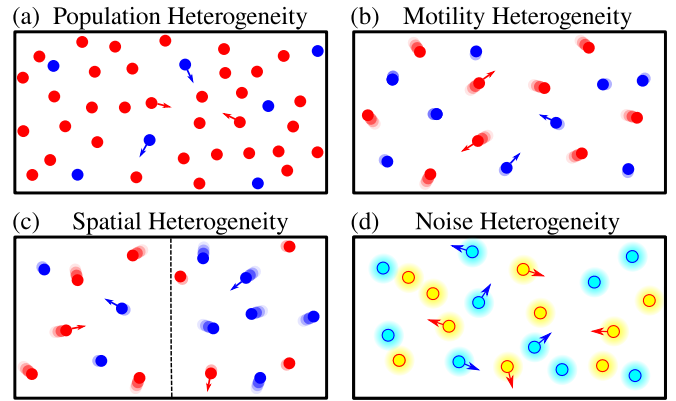 (a) Population Heterogeneity
(b) Motility Heterogeneity
(c) Spatial Heterogeneity
(d) Noise Heterogeneity